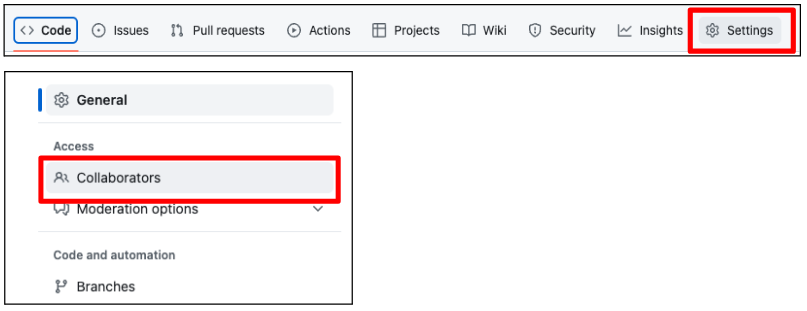 Code Issues Pull requests Actions Projects Wiki Security Insights Settings
General
Access
Collaborators
Moderation options
Code and automation
Branches